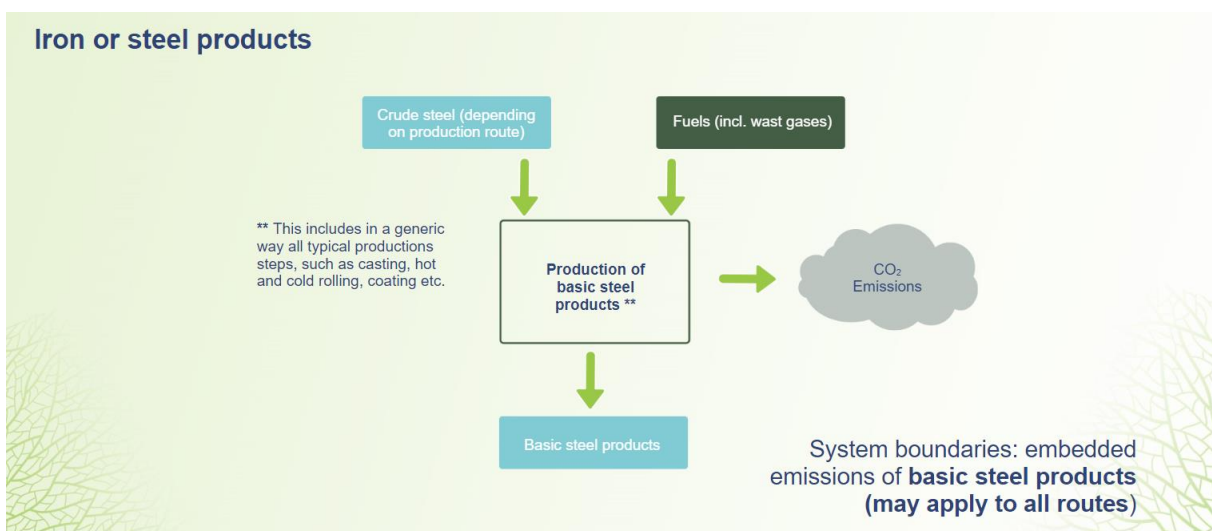 Iron or steel products
Crude steel (depending
on production route)
Fuels (incl. wast gases)
** This includes in a generic
way all typical productions
steps, such as casting, hot
and cold rolling, coating etc.
Production of
basic steel
products **
CO₂
Emissions
Basic steel products
System boundaries: embedded
emissions of basic steel products
(may apply to all routes)